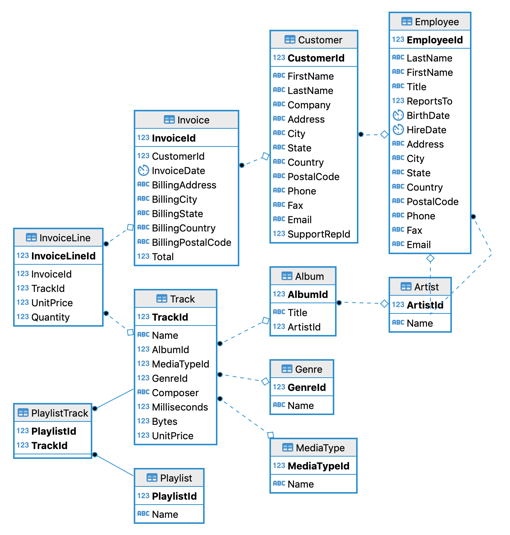 Employee
123 EmployeeId
ABC LastName
ABC FirstName
ABC Title
123 ReportsTo
BirthDate
HireDate
ABC Address
ABC City
ABC State
ABC Country
ABC PostalCode
ABC Phone
ABC Fax
ABC Email
Customer
123 CustomerId
ABC FirstName
ABC LastName
ABC Company
ABC Address
ABC City
ABC State
ABC Country
ABC PostalCode
ABC Phone
ABC Fax
ABC Email
123 SupportRepId
Invoice
123 InvoiceId
123 CustomerId
InvoiceDate
ABC BillingAddress
ABC BillingCity
ABC BillingState
ABC BillingCountry
ABC BillingPostalCode
123 Total
InvoiceLine
123 InvoiceLineId
123 InvoiceId
123 TrackId
123 UnitPrice
123 Quantity
Track
123 TrackId
ABC Name
123 AlbumId
123 MediaTypeId
123 GenreId
ABC Composer
123 Milliseconds
123 Bytes
123 UnitPrice
Album
123 AlbumId
ABC Title
123 ArtistId
Artist
123 ArtistId
ABC Name
Genre
123 GenreId
ABC Name
PlaylistTrack
123 PlaylistId
123 TrackId
MediaType
123 MediaTypeId
ABC Name
Playlist
123 PlaylistId
ABC Name